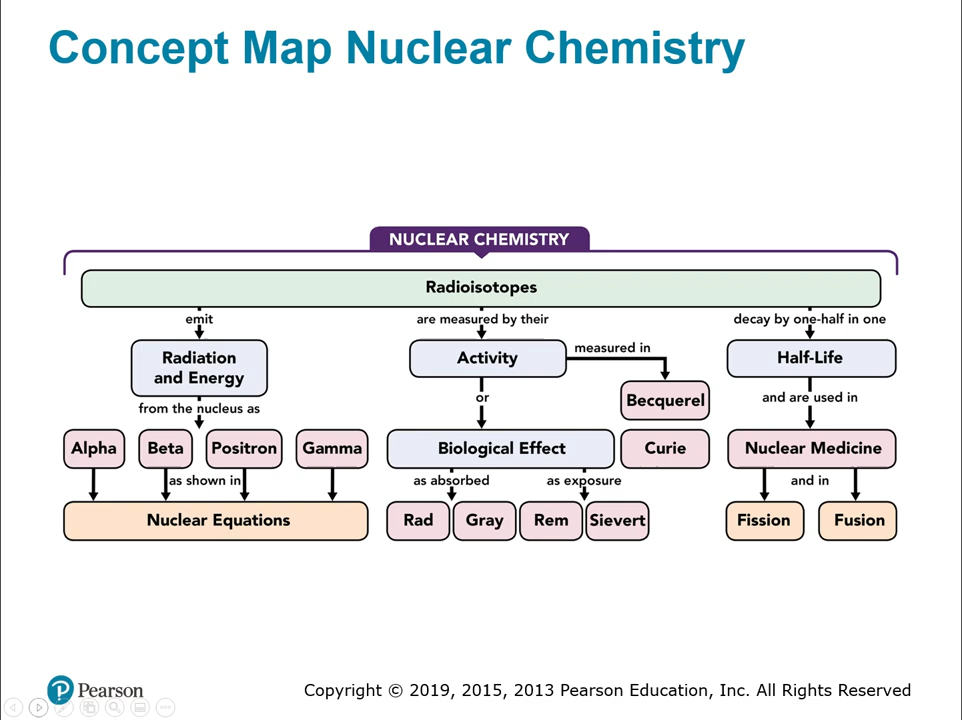 Concept Map Nuclear Chemistry
NUCLEAR CHEMISTRY
Radioisotopes
emit
are measured by their
decay by one-half in one
Radiation
and Energy
Activity
measured in
Half-Life
from the nucleus as
or
Becquerel
and are used in
Alpha
Beta
Positron
Gamma
Biological Effect
Curie
Nuclear Medicine
as shown in
as absorbed
as exposure
and in
Nuclear Equations
Rad
Gray
Rem
Sievert
Fission
Fusion
Pearson
Copyright © 2019, 2015, 2013 Pearson Education, Inc. All Rights Reserved